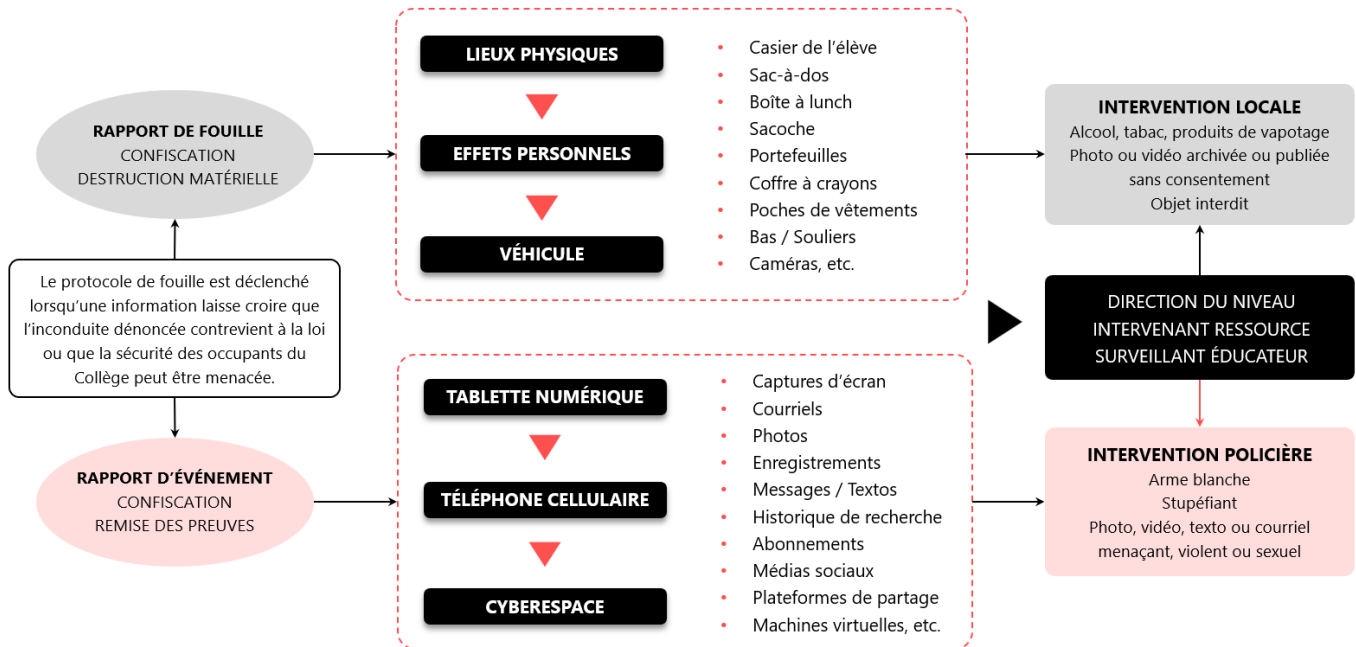 RAPPORT DE FOUILLE
CONFISCATION
DESTRUCTION MATÉRIELLE
Le protocole de fouille est déclenché
lorsqu'une information laisse croire que
l'inconduite dénoncée contrevient à la loi
ou que la sécurité des occupants du
Collège peut être menacée.
RAPPORT D'ÉVÉNEMENT
CONFISCATION
REMISE DES PREUVES
LIEUX PHYSIQUES
EFFETS PERSONNELS
VÉHICULE
• Casier de l'élève
• Sac-à-dos
• Boîte à lunch
• Sacoche
• Portefeuilles
• Coffre à crayons
• Poches de vêtements
• Bas / Souliers
• Caméras, etc.
TABLETTE NUMÉRIQUE
TÉLÉPHONE CELLULAIRE
CYBERESPACE
• Captures d'écran
• Courriels
• Photos
• Enregistrements
• Messages / Textos
• Historique de recherche
• Abonnements
• Médias sociaux
• Plateformes de partage
• Machines virtuelles, etc.
INTERVENTION LOCALE
Alcool, tabac, produits de vapotage
Photo ou vidéo archivée ou publiée
sans consentement
Objet interdit
DIRECTION DU NIVEAU
INTERVENANT RESSOURCE
SURVEILLANT ÉDUCATEUR
INTERVENTION POLICIÈRE
Arme blanche
Stupéfiant
Photo, vidéo, texto ou courriel
menaçant, violent ou sexuel